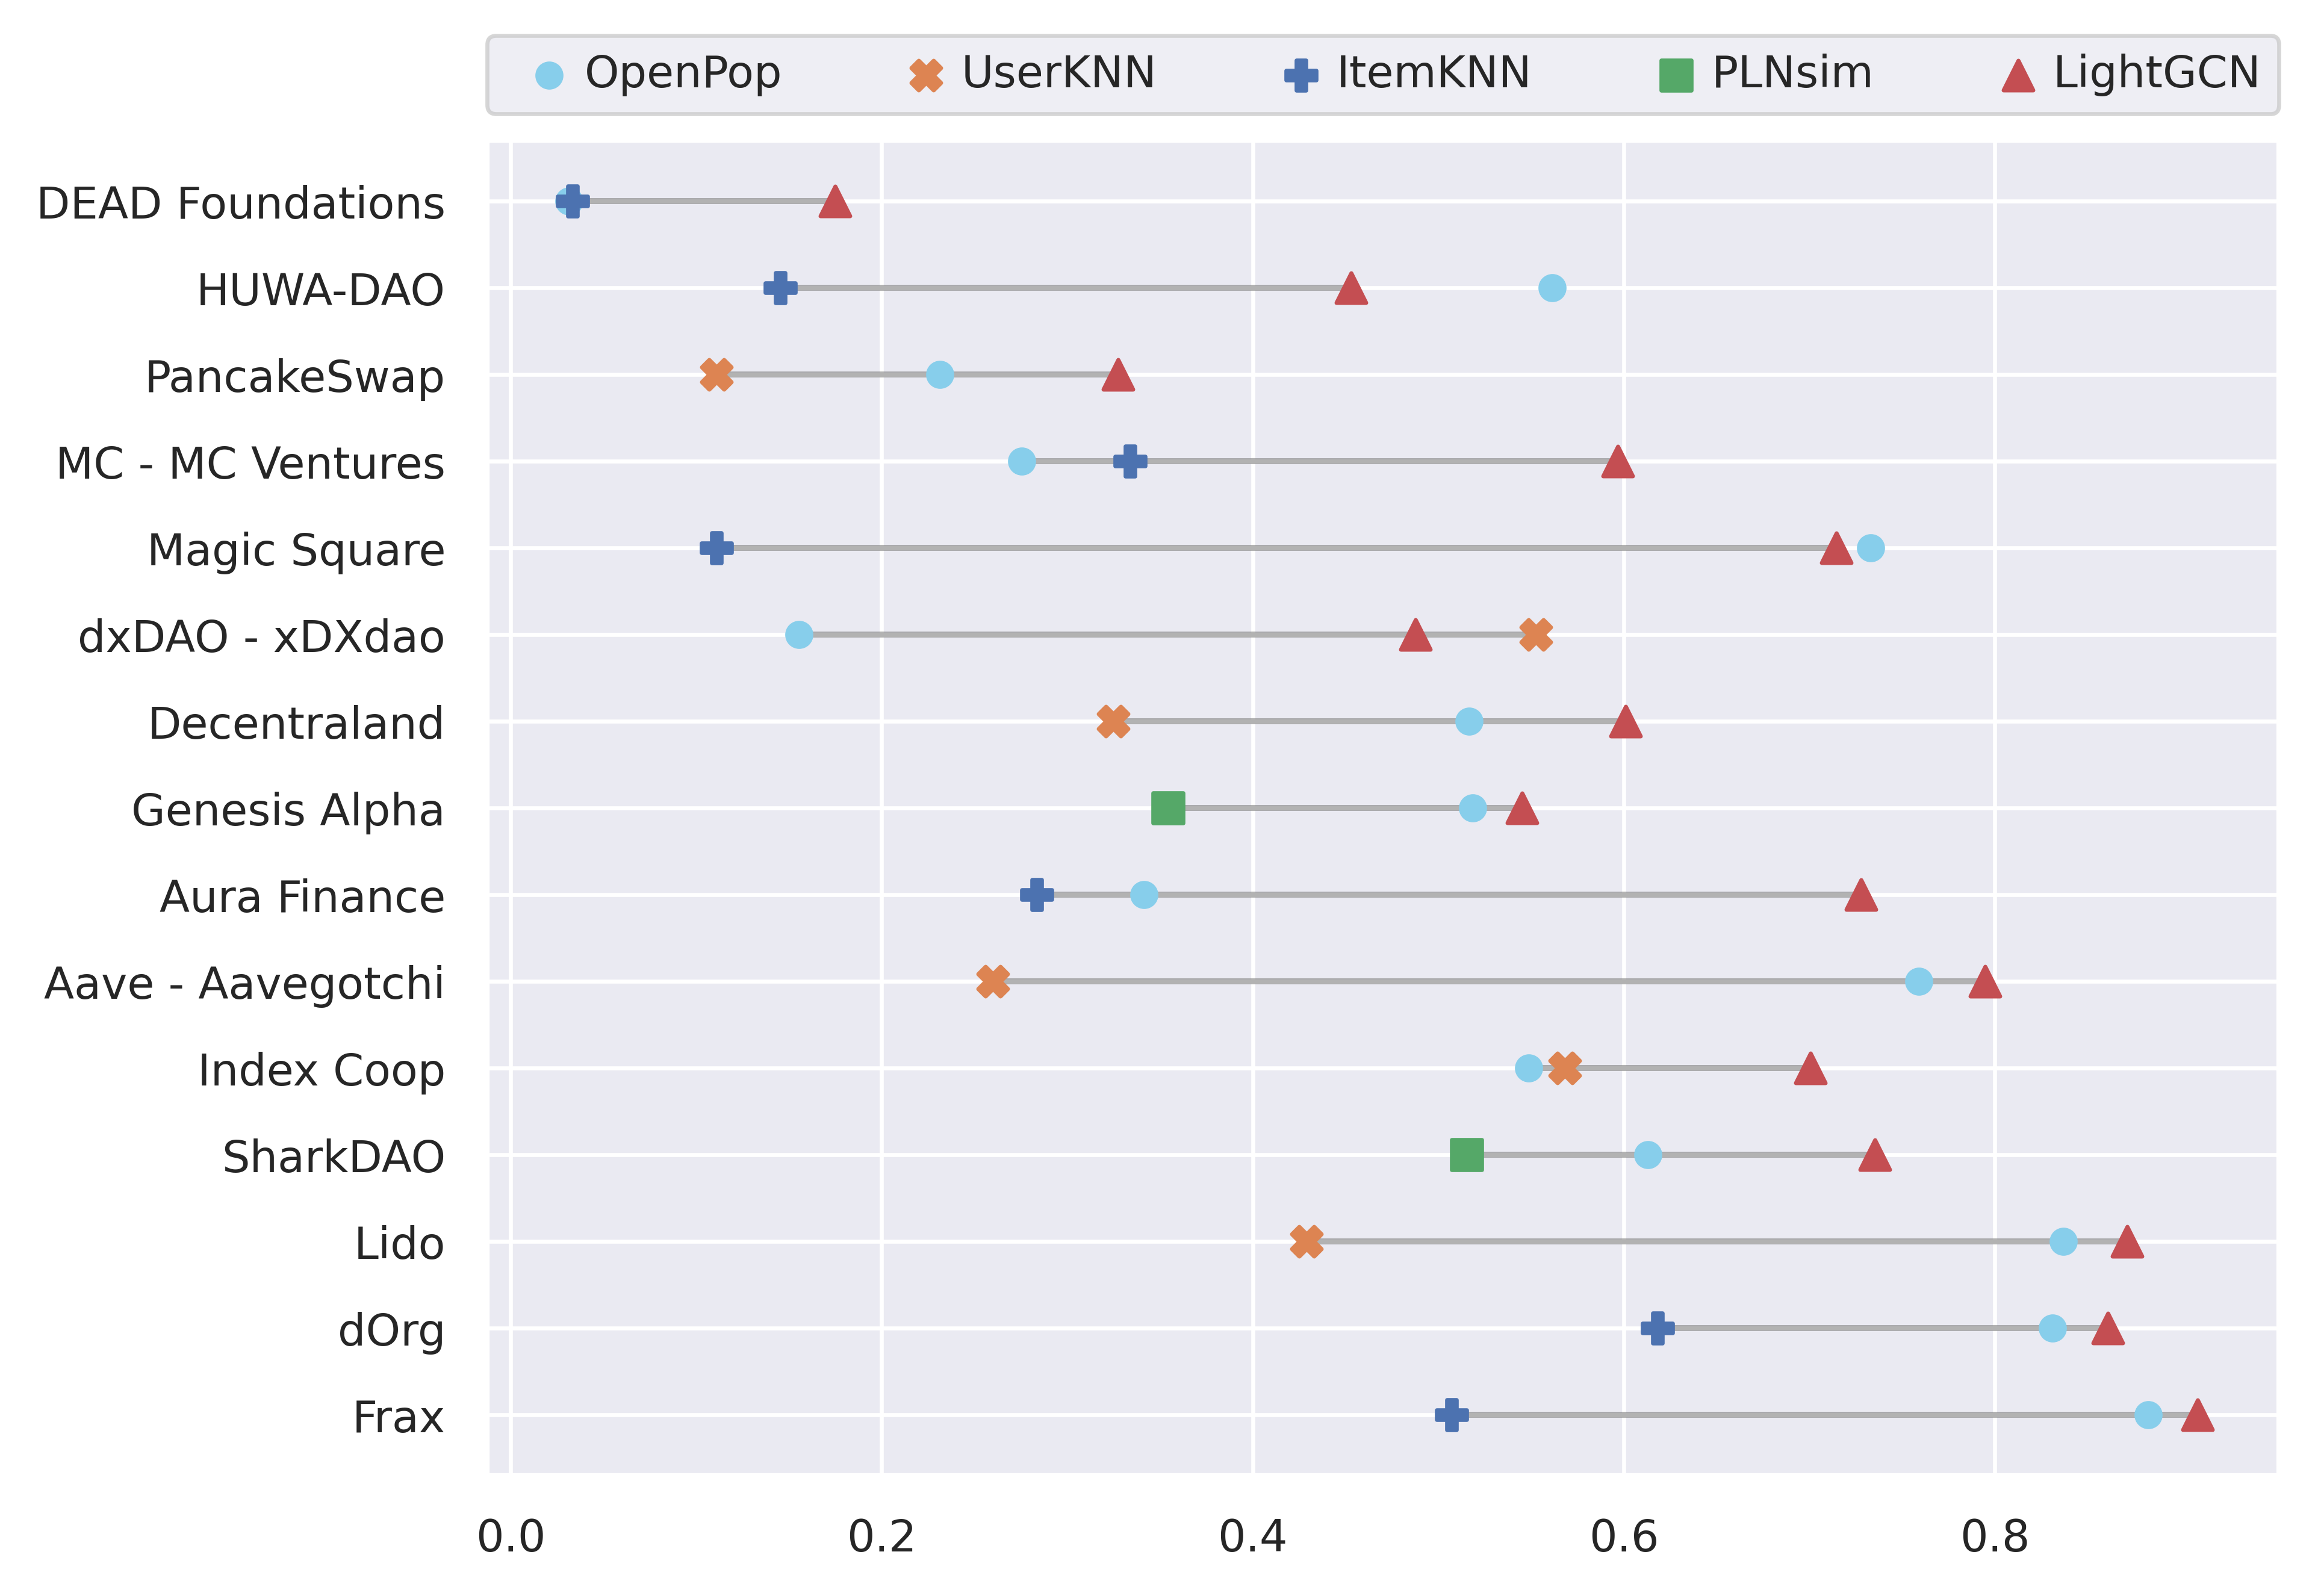 OpenPop UserKNN ItemKNN PLNsim LightGCN
DEAD Foundations
HUWA-DAO
PancakeSwap
MC - MC Ventures
Magic Square
dxDAO - xDXdao
Decentraland
Genesis Alpha
Aura Finance
Aave - Aavegotchi
Index Coop
SharkDAO
Lido
dOrg
Frax
0.0 0.2 0.4 0.6 0.8